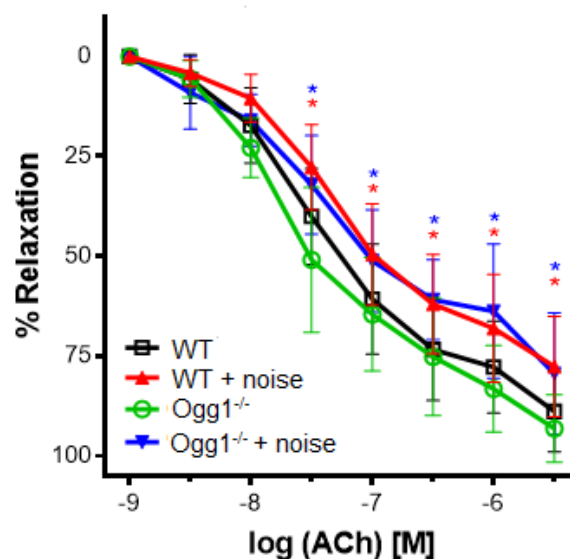 % Relaxation
0
25
50
75
100
* * * * *
* * * * *
WT
WT + noise
Ogg1-/-
Ogg1-/- + noise
-9 -8 -7 -6
log (ACh) [M]